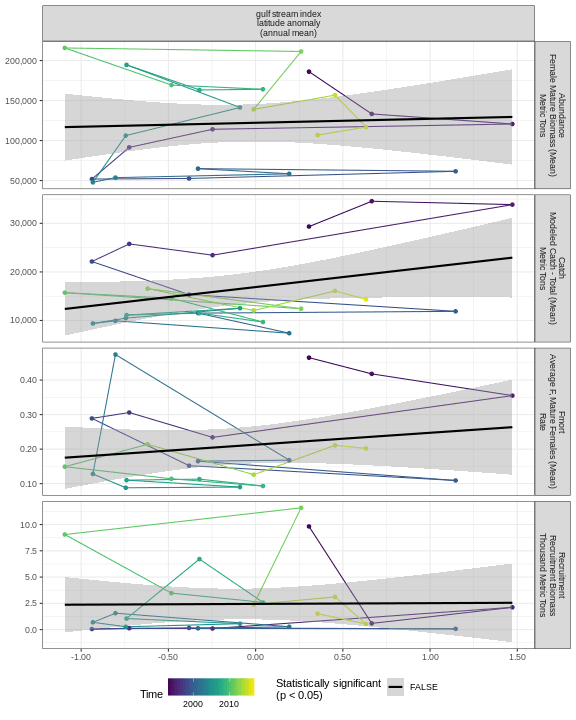 gulf stream index
latitude anomaly
(annual mean)
200,000
150,000
100,000
50,000
Abundance
Female Mature Biomass (Mean)
Metric Tons
30,000
20,000
10,000
Catch
Modeled Catch - Total (Mean)
Metric Tons
0.40
0.30
0.20
0.10
Fmort
Average F, Mature Females (Mean)
Rate
10.0
7.5
5.0
2.5
0.0
Recruitment
Recruitment Biomass
Thousand Metric Tons
-1.00 -0.50 0.00 0.50 1.00 1.50
Time
2000 2010
Statistically significant
(p < 0.05)
FALSE